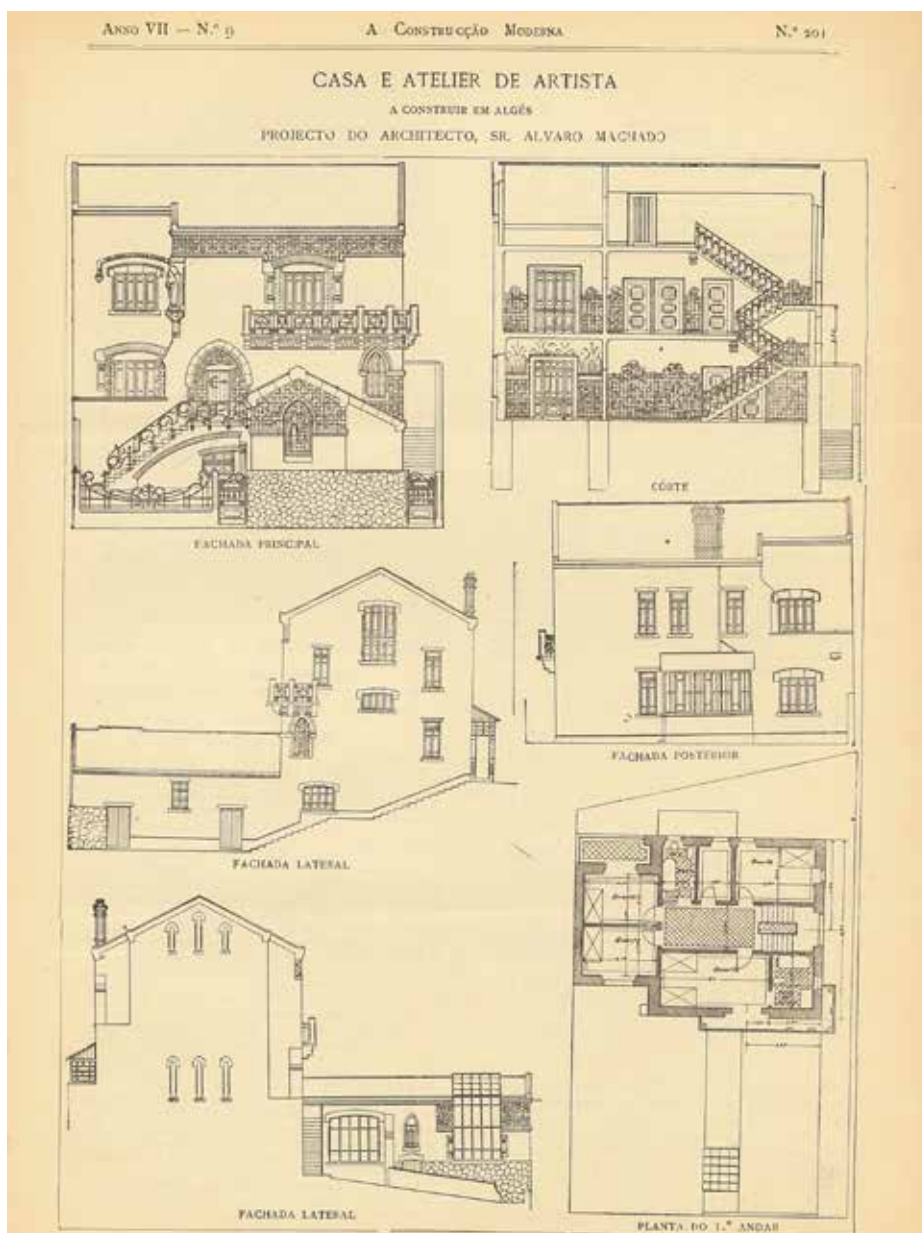 ANNO VII — N.º 9
A CONSTRUCÇÃO MODERNA
N.º 201
CASA E ATELIER DE ARTISTA
A CONSTRUIR EM ALGÉS
PROJECTO DO ARCHITECTO, SR. ALVARO MACHADO
FACHADA PRINCIPAL
CÓRTE
FACHADA LATERAL
FACHADA POSTERIOR
FACHADA LATERAL
PLANTA DO 1.º ANDAR